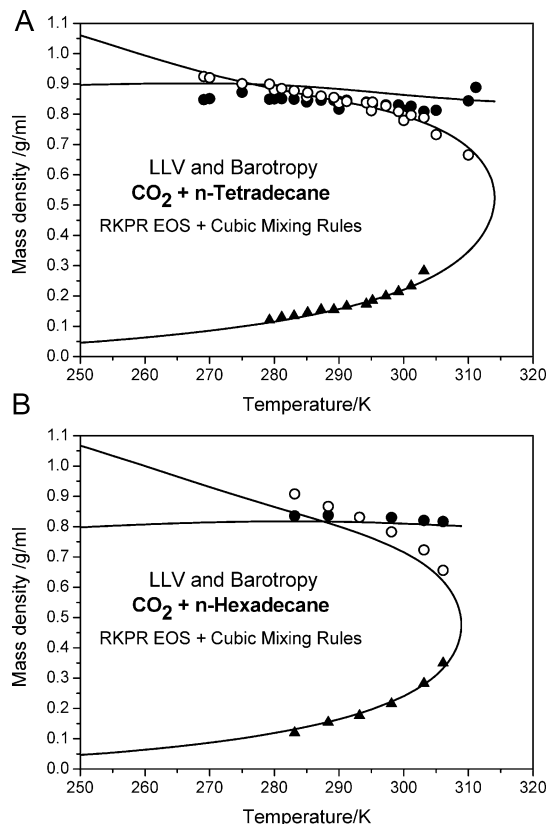 A
1.1
1.0
0.9
0.8
0.7
0.6
0.5
0.4
0.3
0.2
0.1
0.0
Mass density /g/ml
LLV and Barotropy
CO₂ + n-Tetradecane
RKPR EOS + Cubic Mixing Rules
250 260 270 280 290 300 310 320
Temperature/K
B
1.1
1.0
0.9
0.8
0.7
0.6
0.5
0.4
0.3
0.2
0.1
0.0
Mass density /g/ml
LLV and Barotropy
CO₂ + n-Hexadecane
RKPR EOS + Cubic Mixing Rules
250 260 270 280 290 300 310 320
Temperature/K